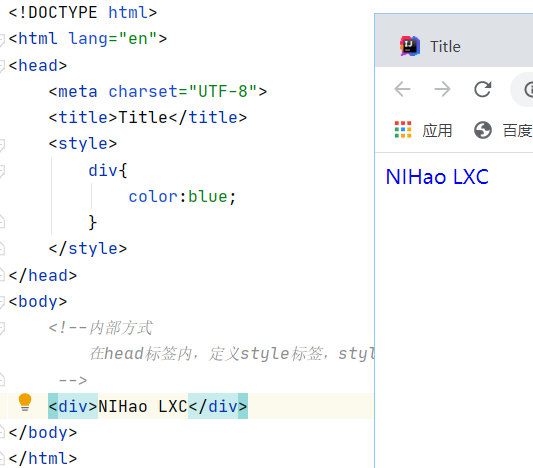 <!DOCTYPE html>
<html lang="en">
<head>
    <meta charset="UTF-8">
    <title>Title</title>
    <style>
        div{
            color:blue;
        }
    </style>
</head>
<body>
    <!--内部方式
        在head标签内，定义style标签，styl
     -->
    <div>NIHao LXC</div>
</body>
</html>
Title
应用 百度
NIHao LXC